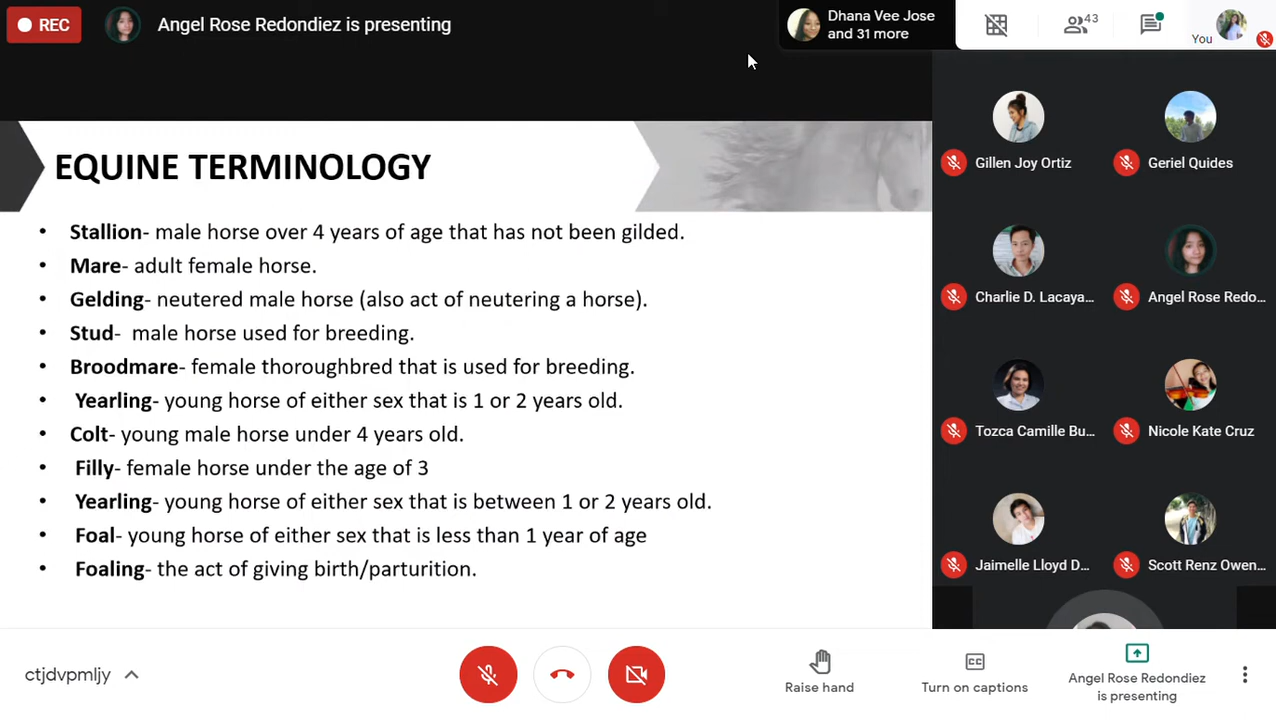 REC
Angel Rose Redondiez is presenting
Dhana Vee Jose
and 31 more
43
You
EQUINE TERMINOLOGY
• Stallion- male horse over 4 years of age that has not been gilded.
• Mare- adult female horse.
• Gelding- neutered male horse (also act of neutering a horse).
• Stud- male horse used for breeding.
• Broodmare- female thoroughbred that is used for breeding.
• Yearling- young horse of either sex that is 1 or 2 years old.
• Colt- young male horse under 4 years old.
• Filly- female horse under the age of 3
• Yearling- young horse of either sex that is between 1 or 2 years old.
• Foal- young horse of either sex that is less than 1 year of age
• Foaling- the act of giving birth/parturition.
Gillen Joy Ortiz
Geriel Quides
Charlie D. Lacaya...
Angel Rose Redo...
Tozca Camille Bu...
Nicole Kate Cruz
Jaimelle Lloyd D...
Scott Renz Owen...
ctjdvpmljy
Raise hand
CC
Turn on captions
Angel Rose Redondiez
is presenting